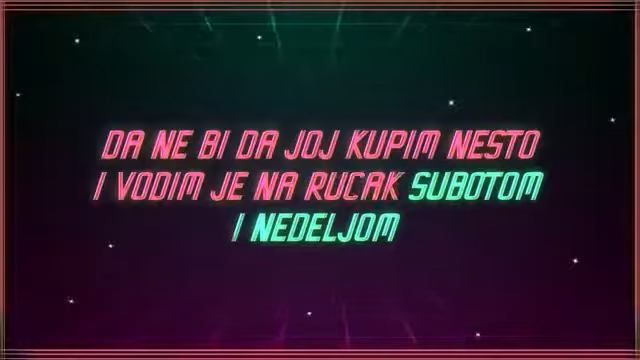 DA NE BI DA JOJ KUPIM NESTO
I VODIM JE NA RUCAK SUBOTOM
I NEDELJOM